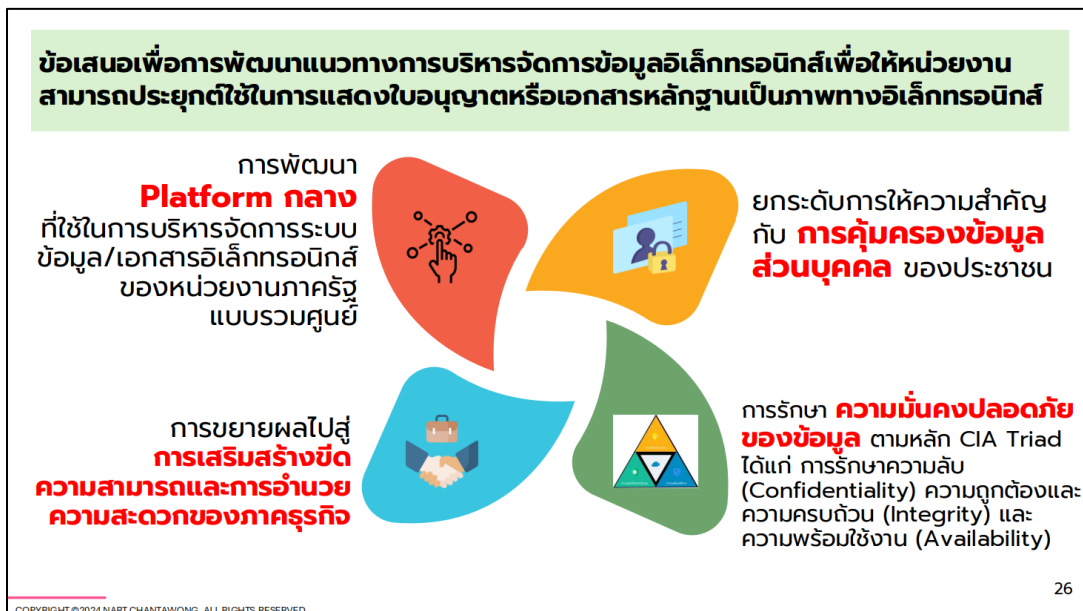 ข้อเสนอเพื่อการพัฒนาแนวทางการบริหารจัดการข้อมูลอิเล็กทรอนิกส์เพื่อให้หน่วยงาน
สามารถประยุกต์ใช้ในการแสดงใบอนุญาตหรือเอกสารหลักฐานเป็นภาพทางอิเล็กทรอนิกส์
การพัฒนา
Platform กลาง
ที่ใช้ในการบริหารจัดการระบบ
ข้อมูล/เอกสารอิเล็กทรอนิกส์
ของหน่วยงานภาครัฐ
แบบรวมศูนย์
ยกระดับการให้ความสำคัญ
กับ การคุ้มครองข้อมูล
ส่วนบุคคล ของประชาชน
การขยายผลไปสู่
การเสริมสร้างขีด
ความสามารถและการอำนวย
ความสะดวกของภาคธุรกิจ
การรักษา ความมั่นคงปลอดภัย
ของข้อมูล ตามหลัก CIA Triad
ได้แก่ การรักษาความลับ
(Confidentiality) ความถูกต้องและ
ความครบถ้วน (Integrity) และ
ความพร้อมใช้งาน (Availability)
26
COPYRIGHT ©2024 NART CHANTAWONG. ALL RIGHTS RESERVED